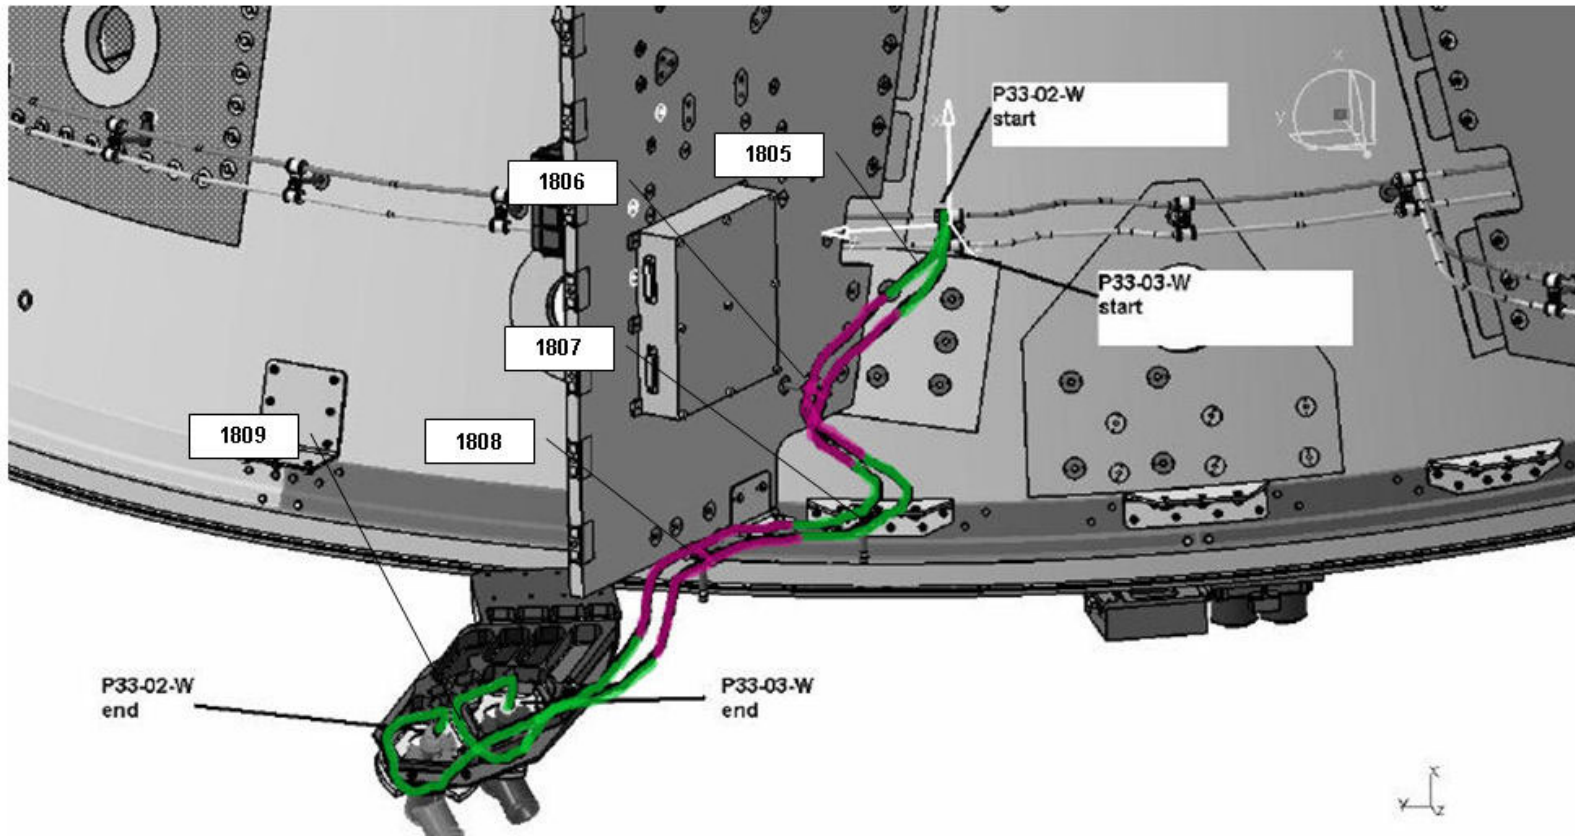 P33-02-W
start
1805
1806
P33-03-W
start
1807
1809
1808
P33-02-W
end
P33-03-W
end
X
Y
X
Y
Z